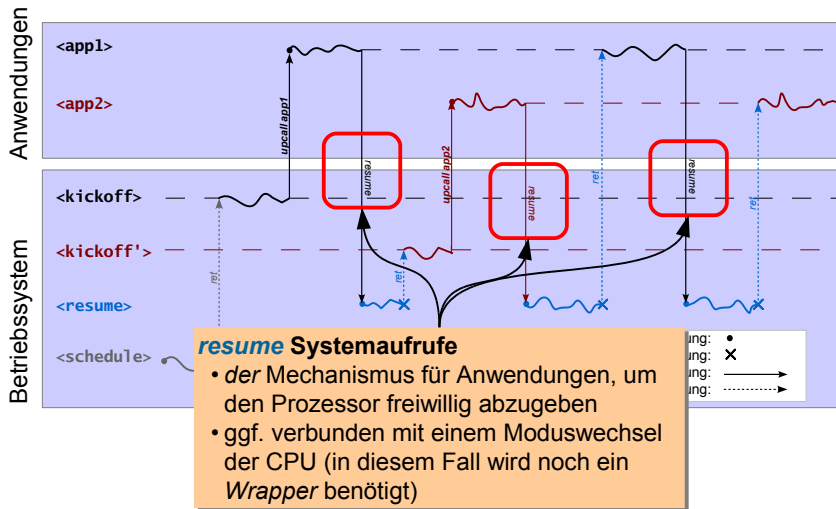 Anwendungen
<app1>
upcall app1
resume
<app2>
upcall app2
resume
ret
resume
ret
Betriebssystem
<kickoff>
ret
<kickoff'>
ret
<resume>
<schedule>
ung:
ung:
ung:
ung:
resume Systemaufrufe
• der Mechanismus für Anwendungen, um
den Prozessor freiwillig abzugeben
• ggf. verbunden mit einem Moduswechsel
der CPU (in diesem Fall wird noch ein
Wrapper benötigt)